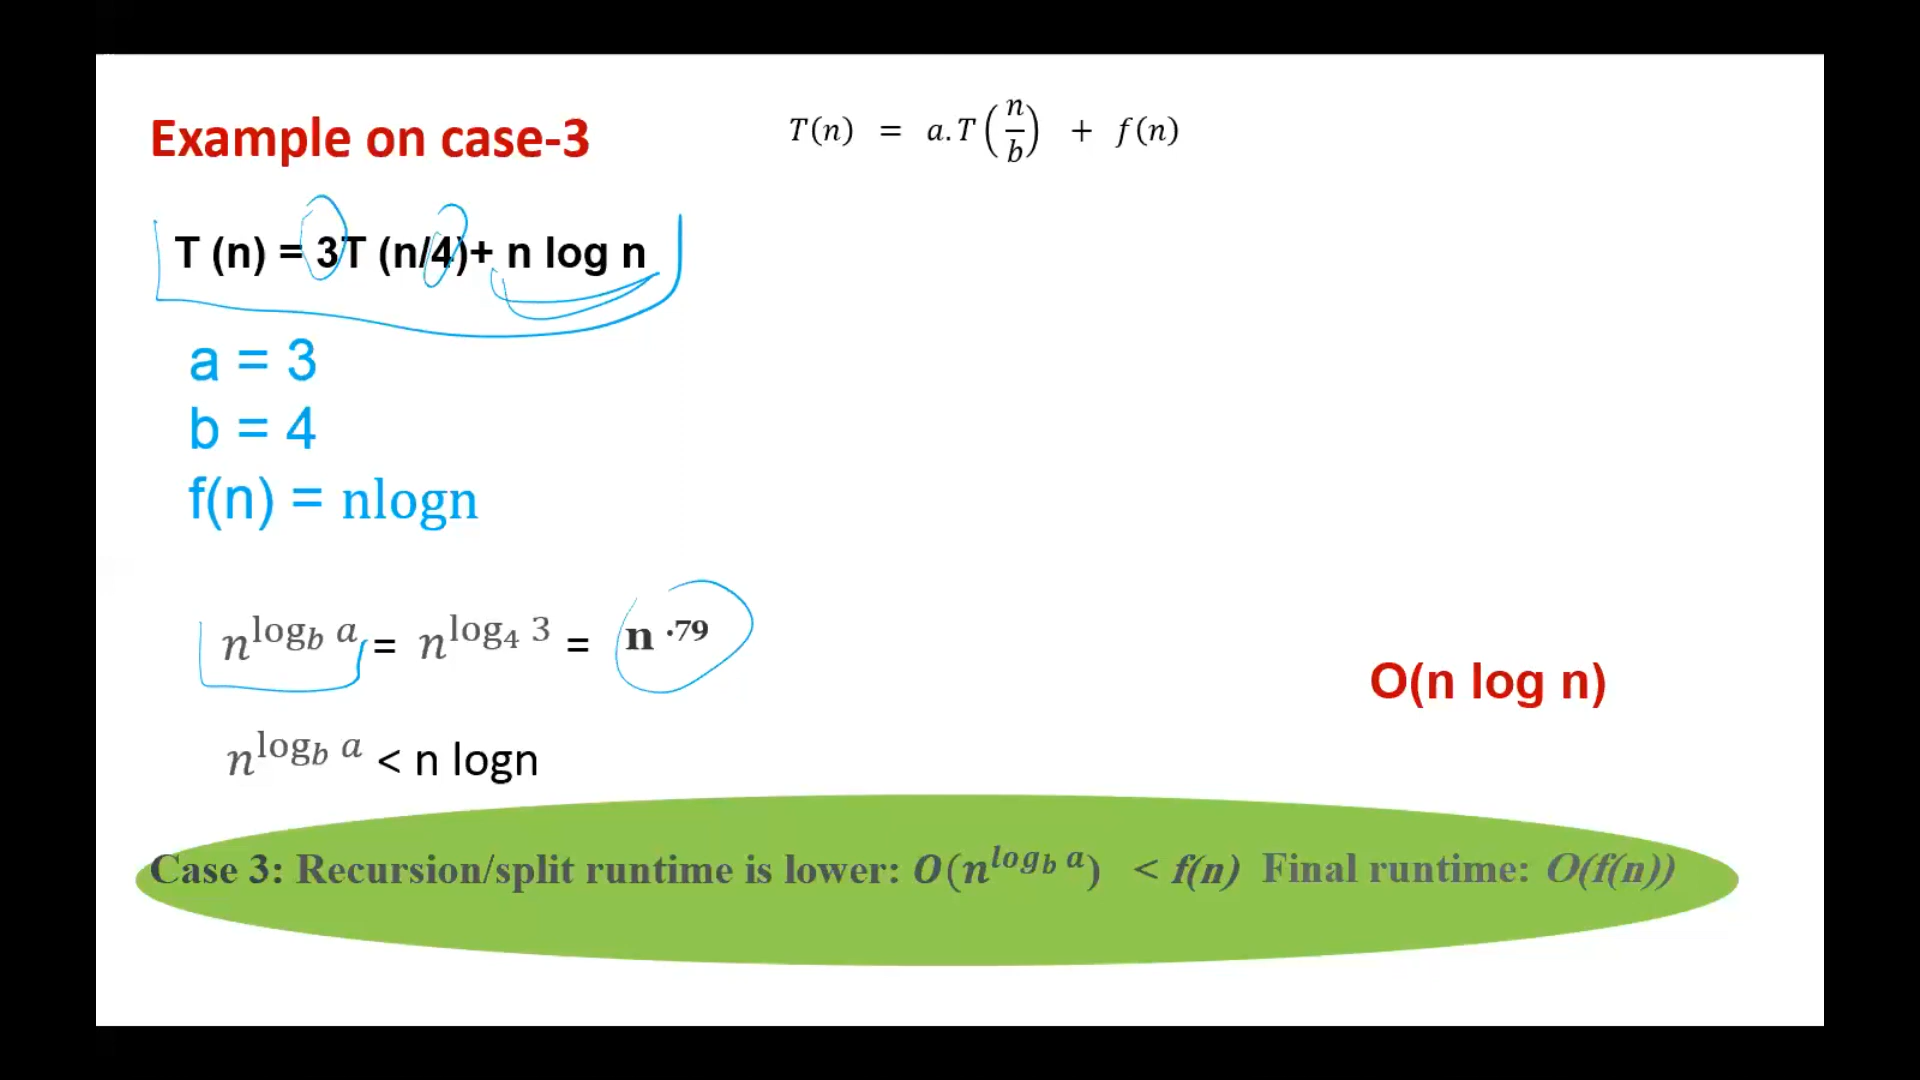 Example on case-3
T(n) = a.T(n/b) + f(n)
T (n) = 3T (n/4)+ n log n
a = 3
b = 4
f(n) = nlogn
n^{log_b a} = n^{log_4 3} = n^{.79}
O(n log n)
n^{log_b a} < n logn
Case 3: Recursion/split runtime is lower: O(n^{log_b a}) < f(n) Final runtime: O(f(n))